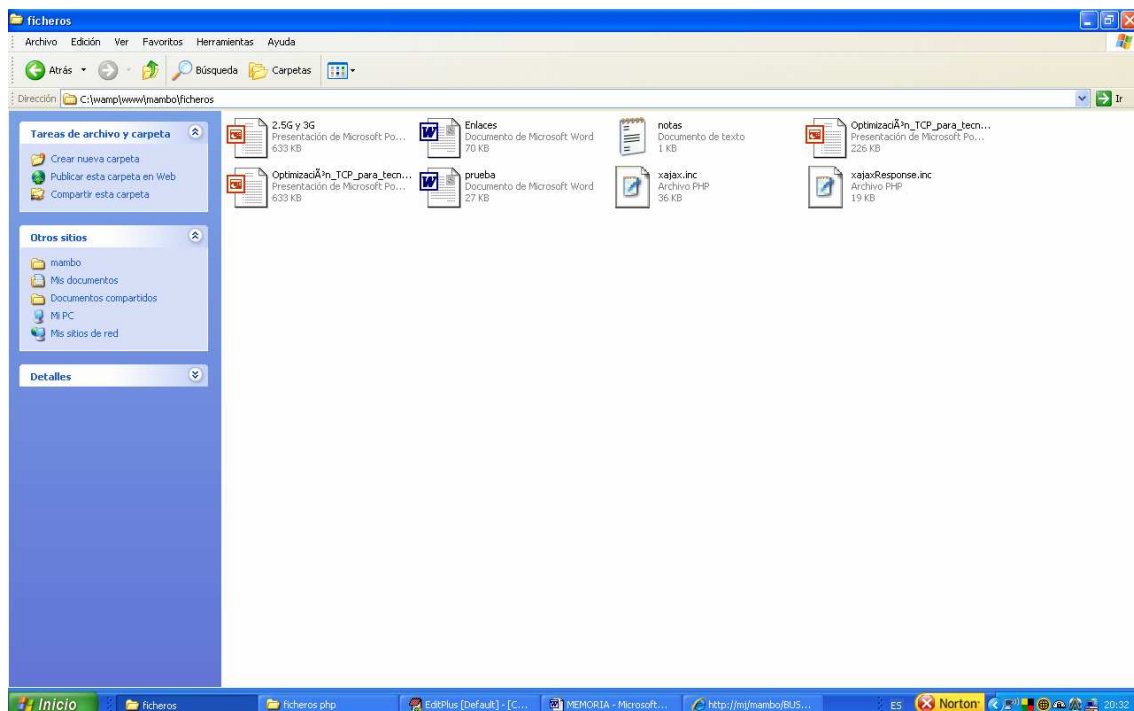 ficheros
Archivo Edición Ver Favoritos Herramientas Ayuda
Atrás Búsqueda Carpetas
Dirección C:\wamp\www\mambo\ficheros Ir
Tareas de archivo y carpeta
Crear nueva carpeta
Publicar esta carpeta en Web
Compartir esta carpeta
Otros sitios
mambo
Mis documentos
Documentos compartidos
Mi PC
Mis sitios de red
Detalles
2.5G y 3G
Presentación de Microsoft Po...
633 KB
Enlaces
Documento de Microsoft Word
70 KB
notas
Documento de texto
1 KB
OptimizaciÃ³n_TCP_para_tecn...
Presentación de Microsoft Po...
226 KB
OptimizaciÃ³n_TCP_para_tecn...
Presentación de Microsoft Po...
633 KB
prueba
Documento de Microsoft Word
27 KB
xajax.inc
Archivo PHP
36 KB
xajaxResponse.inc
Archivo PHP
19 KB
Inicio ficheros ficheros php EditPlus [Default] - [C... MEMORIA - Microsoft... http://mj/mambo/BUS... ES Norton 20:32